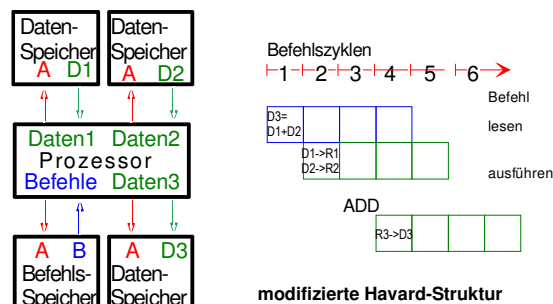 Daten-
Speicher
A D1
Daten-
Speicher
A D2
Daten1 Daten2
Prozessor
Befehle Daten3
A B
Befehls-
Speicher
A D3
Daten-
Speicher
Befehlszyklen
1 2 3 4 5 6
Befehl
lesen
D3=
D1+D2
D1->R1
D2->R2
ausführen
ADD
R3->D3
modifizierte Havard-Struktur